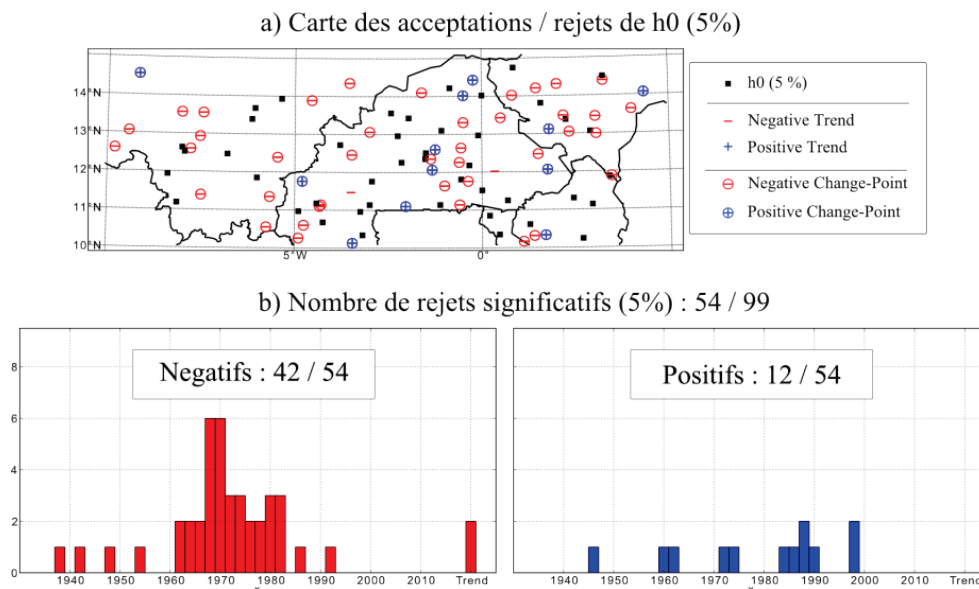 a) Carte des acceptations / rejets de h0 (5%)
14°N
13°N
12°N
11°N
10°N
5°W
0°
h0 (5 %)
Negative Trend
Positive Trend
Negative Change-Point
Positive Change-Point
b) Nombre de rejets significatifs (5%) : 54 / 99
Negatifs : 42 / 54
Positifs : 12 / 54
8
6
4
2
0
1940 1950 1960 1970 1980 1990 2000 2010 Trend
1940 1950 1960 1970 1980 1990 2000 2010 Trend